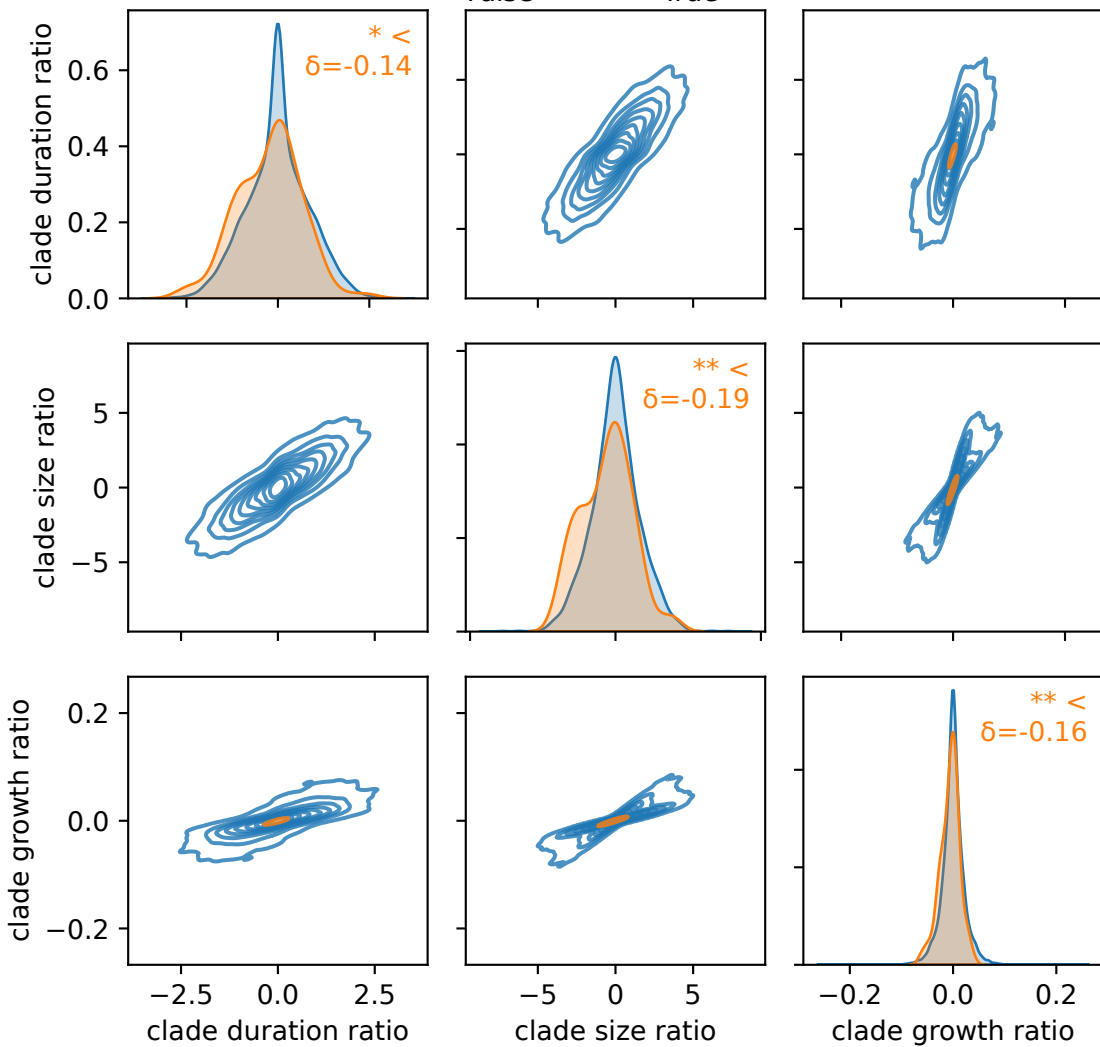 clade duration ratio
0.6
0.4
0.2
0.0
* <
δ=-0.14
clade size ratio
5
0
−5
** <
δ=-0.19
clade growth ratio
0.2
0.0
−0.2
** <
δ=-0.16
−2.5 0.0 2.5
−5 0 5
−0.2 0.0 0.2
clade duration ratio
clade size ratio
clade growth ratio